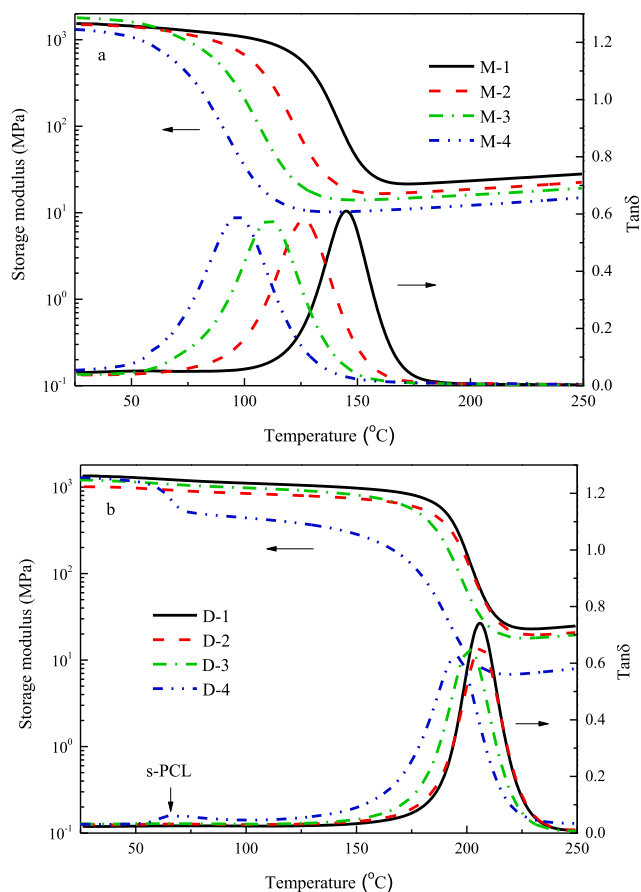 a
M-1
M-2
M-3
M-4
Storage modulus (MPa)
10³
10²
10¹
10⁰
10⁻¹
Tanδ
1.2
1.0
0.8
0.6
0.4
0.2
0.0
50 100 150 200 250
Temperature (°C)
b
D-1
D-2
D-3
D-4
s-PCL
Storage modulus (MPa)
10³
10²
10¹
10⁰
10⁻¹
Tanδ
1.2
1.0
0.8
0.6
0.4
0.2
0.0
50 100 150 200 250
Temperature (°C)